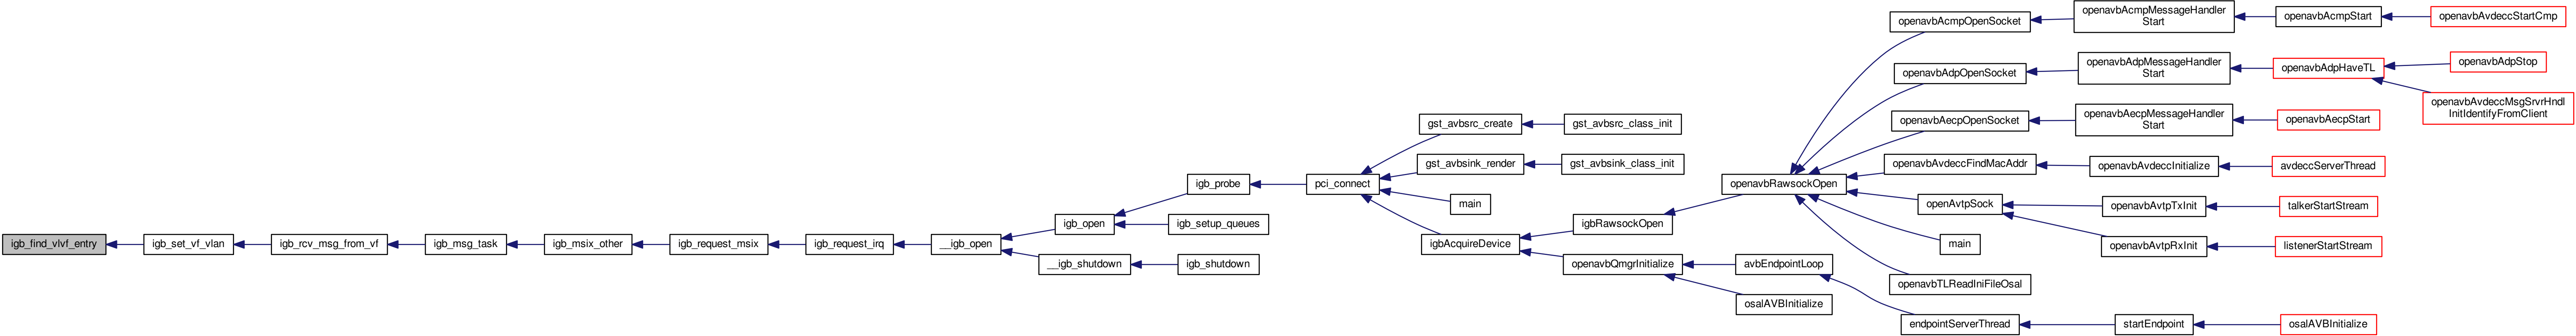 igb_find_vlvf_entry
igb_set_vf_vlan
igb_rcv_msg_from_vf
igb_msg_task
igb_msix_other
igb_request_msix
igb_request_irq
__igb_open
igb_open
__igb_shutdown
igb_probe
igb_setup_queues
igb_shutdown
pci_connect
gst_avbsrc_create
gst_avbsrc_class_init
gst_avbsink_render
gst_avbsink_class_init
main
igbAcquireDevice
igbRawsockOpen
openavbQmgrInitialize
openavbRawsockOpen
avbEndpointLoop
osalAVBInitialize
openavbAcmpOpenSocket
openavbAcmpMessageHandler
Start
openavbAcmpStart
openavbAvdeccStartCmp
openavbAdpOpenSocket
openavbAdpMessageHandler
Start
openavbAdpHaveTL
openavbAdpStop
openavbAvdeccMsgSrvrHndl
InitIdentifyFromClient
openavbAecpOpenSocket
openavbAecpMessageHandler
Start
openavbAecpStart
openavbAvdeccFindMacAddr
openavbAvdeccInitialize
avdeccServerThread
openAvtpSock
openavbAvtpTxInit
talkerStartStream
openavbAvtpRxInit
listenerStartStream
main
openavbTLReadIniFileOsal
endpointServerThread
startEndpoint
osalAVBInitialize